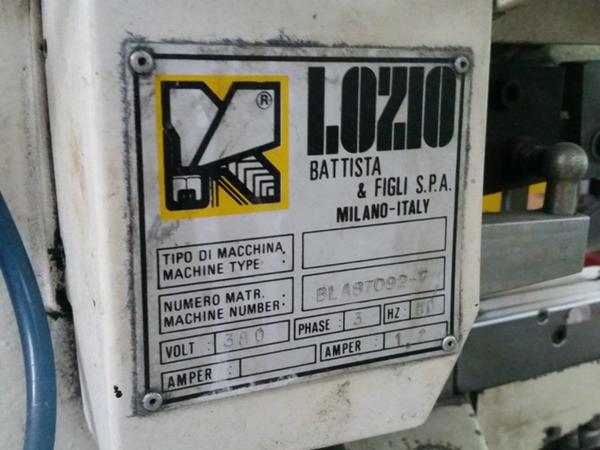 ®
LOZIO
BATTISTA
& FIGLI S.P.A.
MILANO-ITALY
TIPO DI MACCHINA
MACHINE TYPE :
NUMERO MATR.
MACHINE NUMBER :
VOLT : 380
PHASE : 3
HZ :
AMPER :
AMPER :